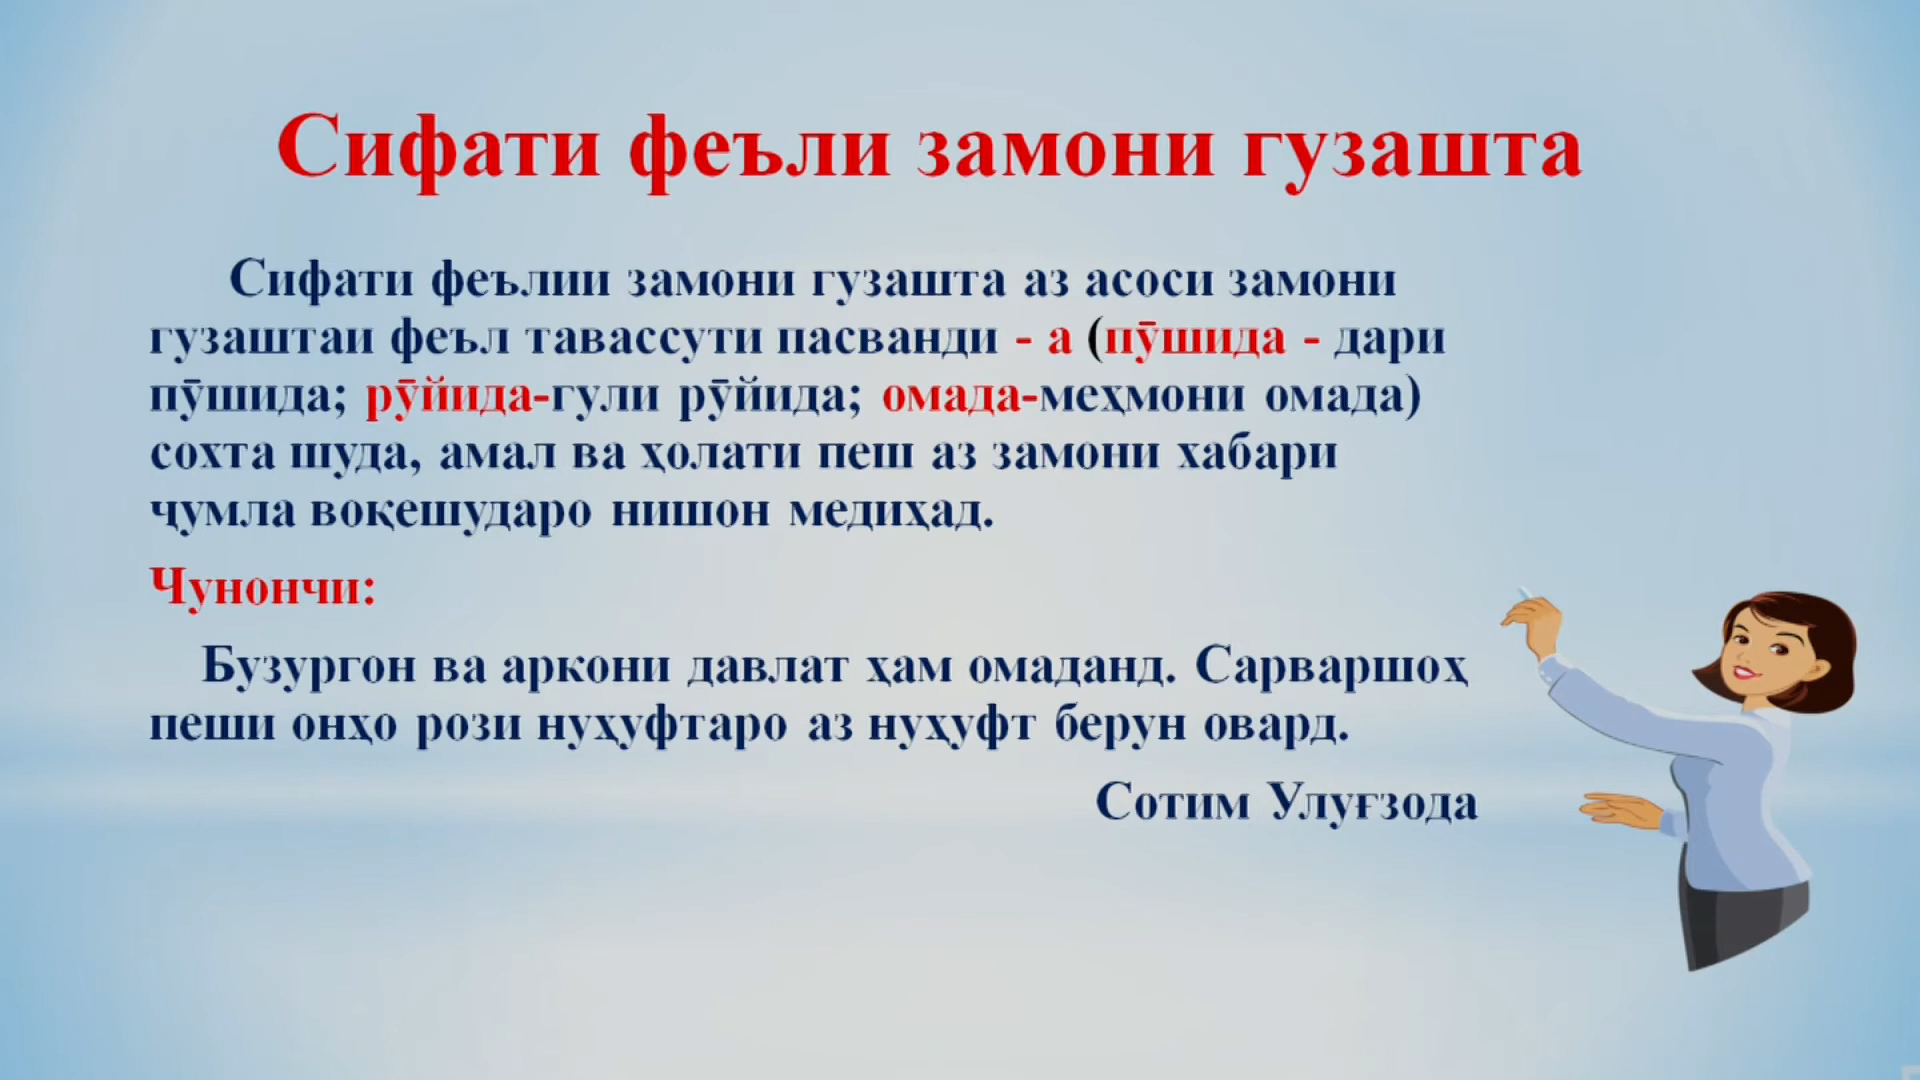 Сифати феъли замони гузашта
Сифати феълии замони гузашта аз асоси замони
гузаштаи феъл тавассути пасванди - а (пӯшида - дари
пӯшида; рӯйида-гули рӯйида; омада-меҳмони омада)
сохта шуда, амал ва ҳолати пеш аз замони хабари
ҷумла воқешударо нишон медиҳад.
Чунончи:
Бузургон ва аркони давлат ҳам омаданд. Сарваршоҳ
пеши онҳо рози нуҳуфтаро аз нуҳуфт берун овард.
Сотим Улуғзода